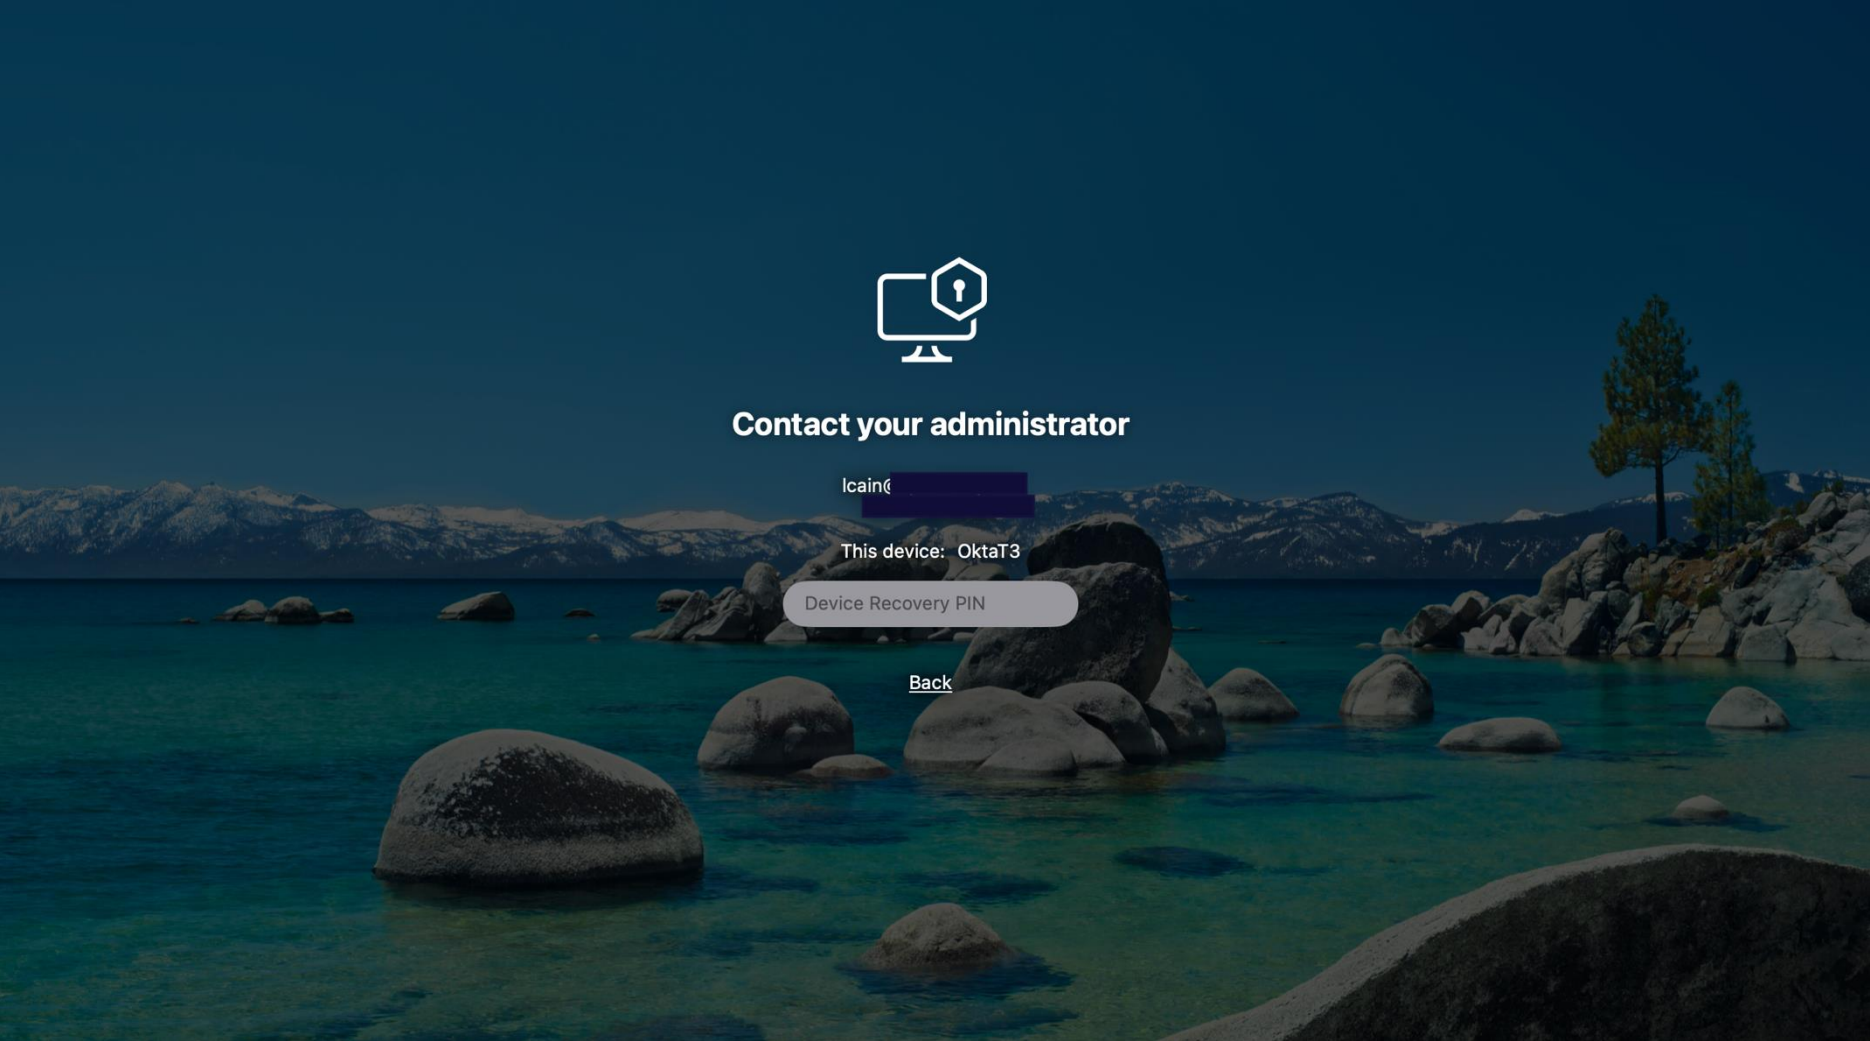 Contact your administrator
lcain@
This device: OktaT3
Device Recovery PIN
Back